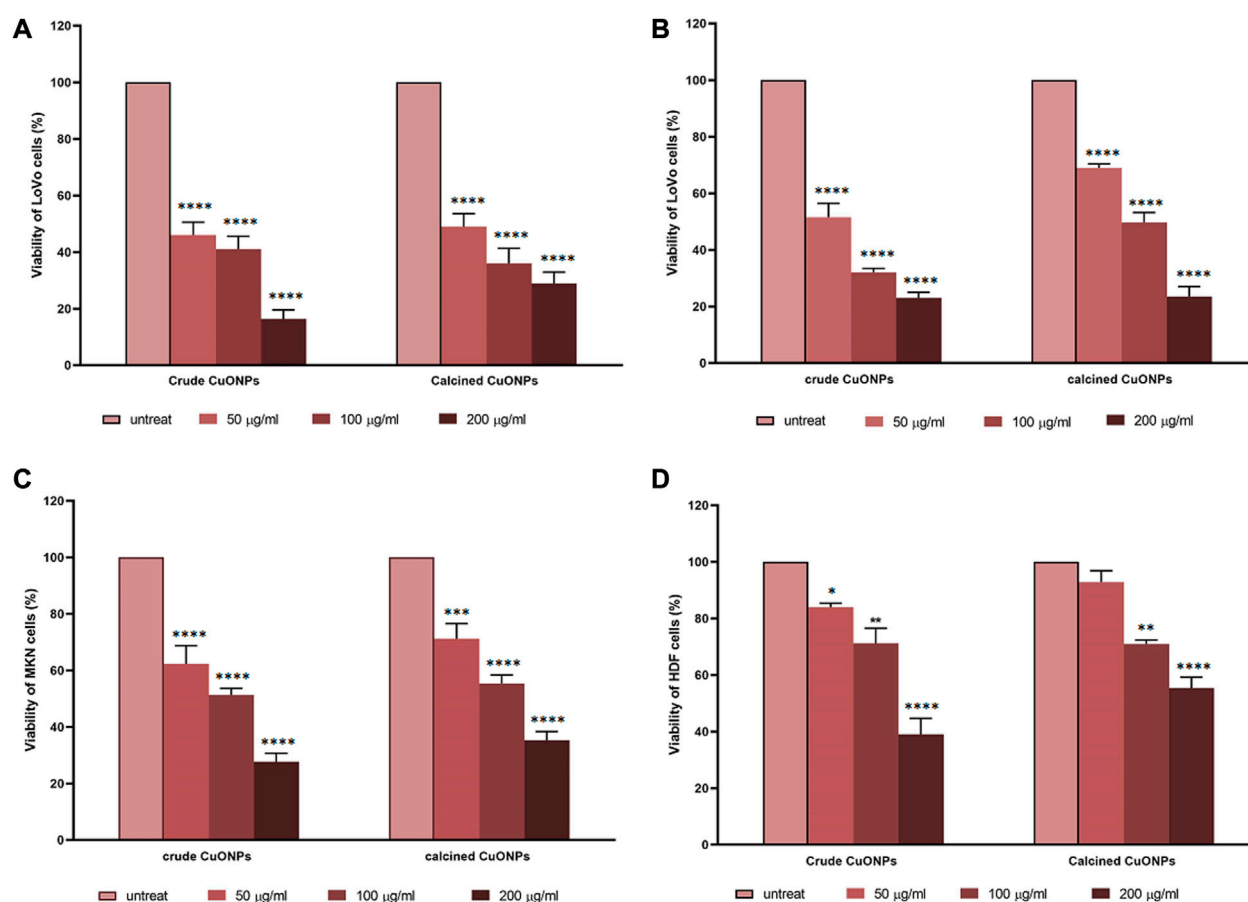 A
Viability of LoVo cells (%)
120
100
80
60
40
20
0
****
****
****
****
****
****
Crude CuONPs
Calcined CuONPs
untreat
50 µg/ml
100 µg/ml
200 µg/ml
B
Viability of LoVo cells (%)
120
100
80
60
40
20
0
****
****
****
****
****
****
crude CuONPs
calcined CuONPs
untreat
50 µg/ml
100 µg/ml
200 µg/ml
C
Viability of MKN cells (%)
120
100
80
60
40
20
0
****
****
****
***
****
****
crude CuONPs
calcined CuONPs
untreat
50 µg/ml
100 µg/ml
200 µg/ml
D
Viability of HDF cells (%)
120
100
80
60
40
20
0
*
**
****
**
****
Crude CuONPs
Calcined CuONPs
untreat
50 µg/ml
100 µg/ml
200 µg/ml